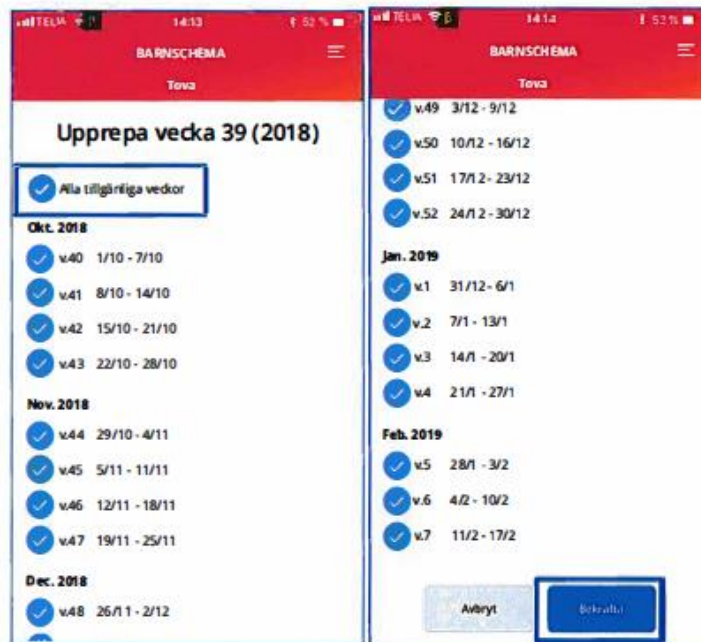 TELIA 14:13 52 %
BARNSCHEMA
Tova
Upprepa vecka 39 (2018)
Alla tillgängliga veckor
Okt. 2018
v.40 1/10 - 7/10
v.41 8/10 - 14/10
v.42 15/10 - 21/10
v.43 22/10 - 28/10
Nov. 2018
v.44 29/10 - 4/11
v.45 5/11 - 11/11
v.46 12/11 - 18/11
v.47 19/11 - 25/11
Dec. 2018
v.48 26/11 - 2/12
TELIA 14:14 53 %
BARNSCHEMA
Tova
v.49 3/12 - 9/12
v.50 10/12 - 16/12
v.51 17/12 - 23/12
v.52 24/12 - 30/12
Jan. 2019
v.1 31/12 - 6/1
v.2 7/1 - 13/1
v.3 14/1 - 20/1
v.4 21/1 - 27/1
Feb. 2019
v.5 28/1 - 3/2
v.6 4/2 - 10/2
v.7 11/2 - 17/2
Avbryt Bekräfta